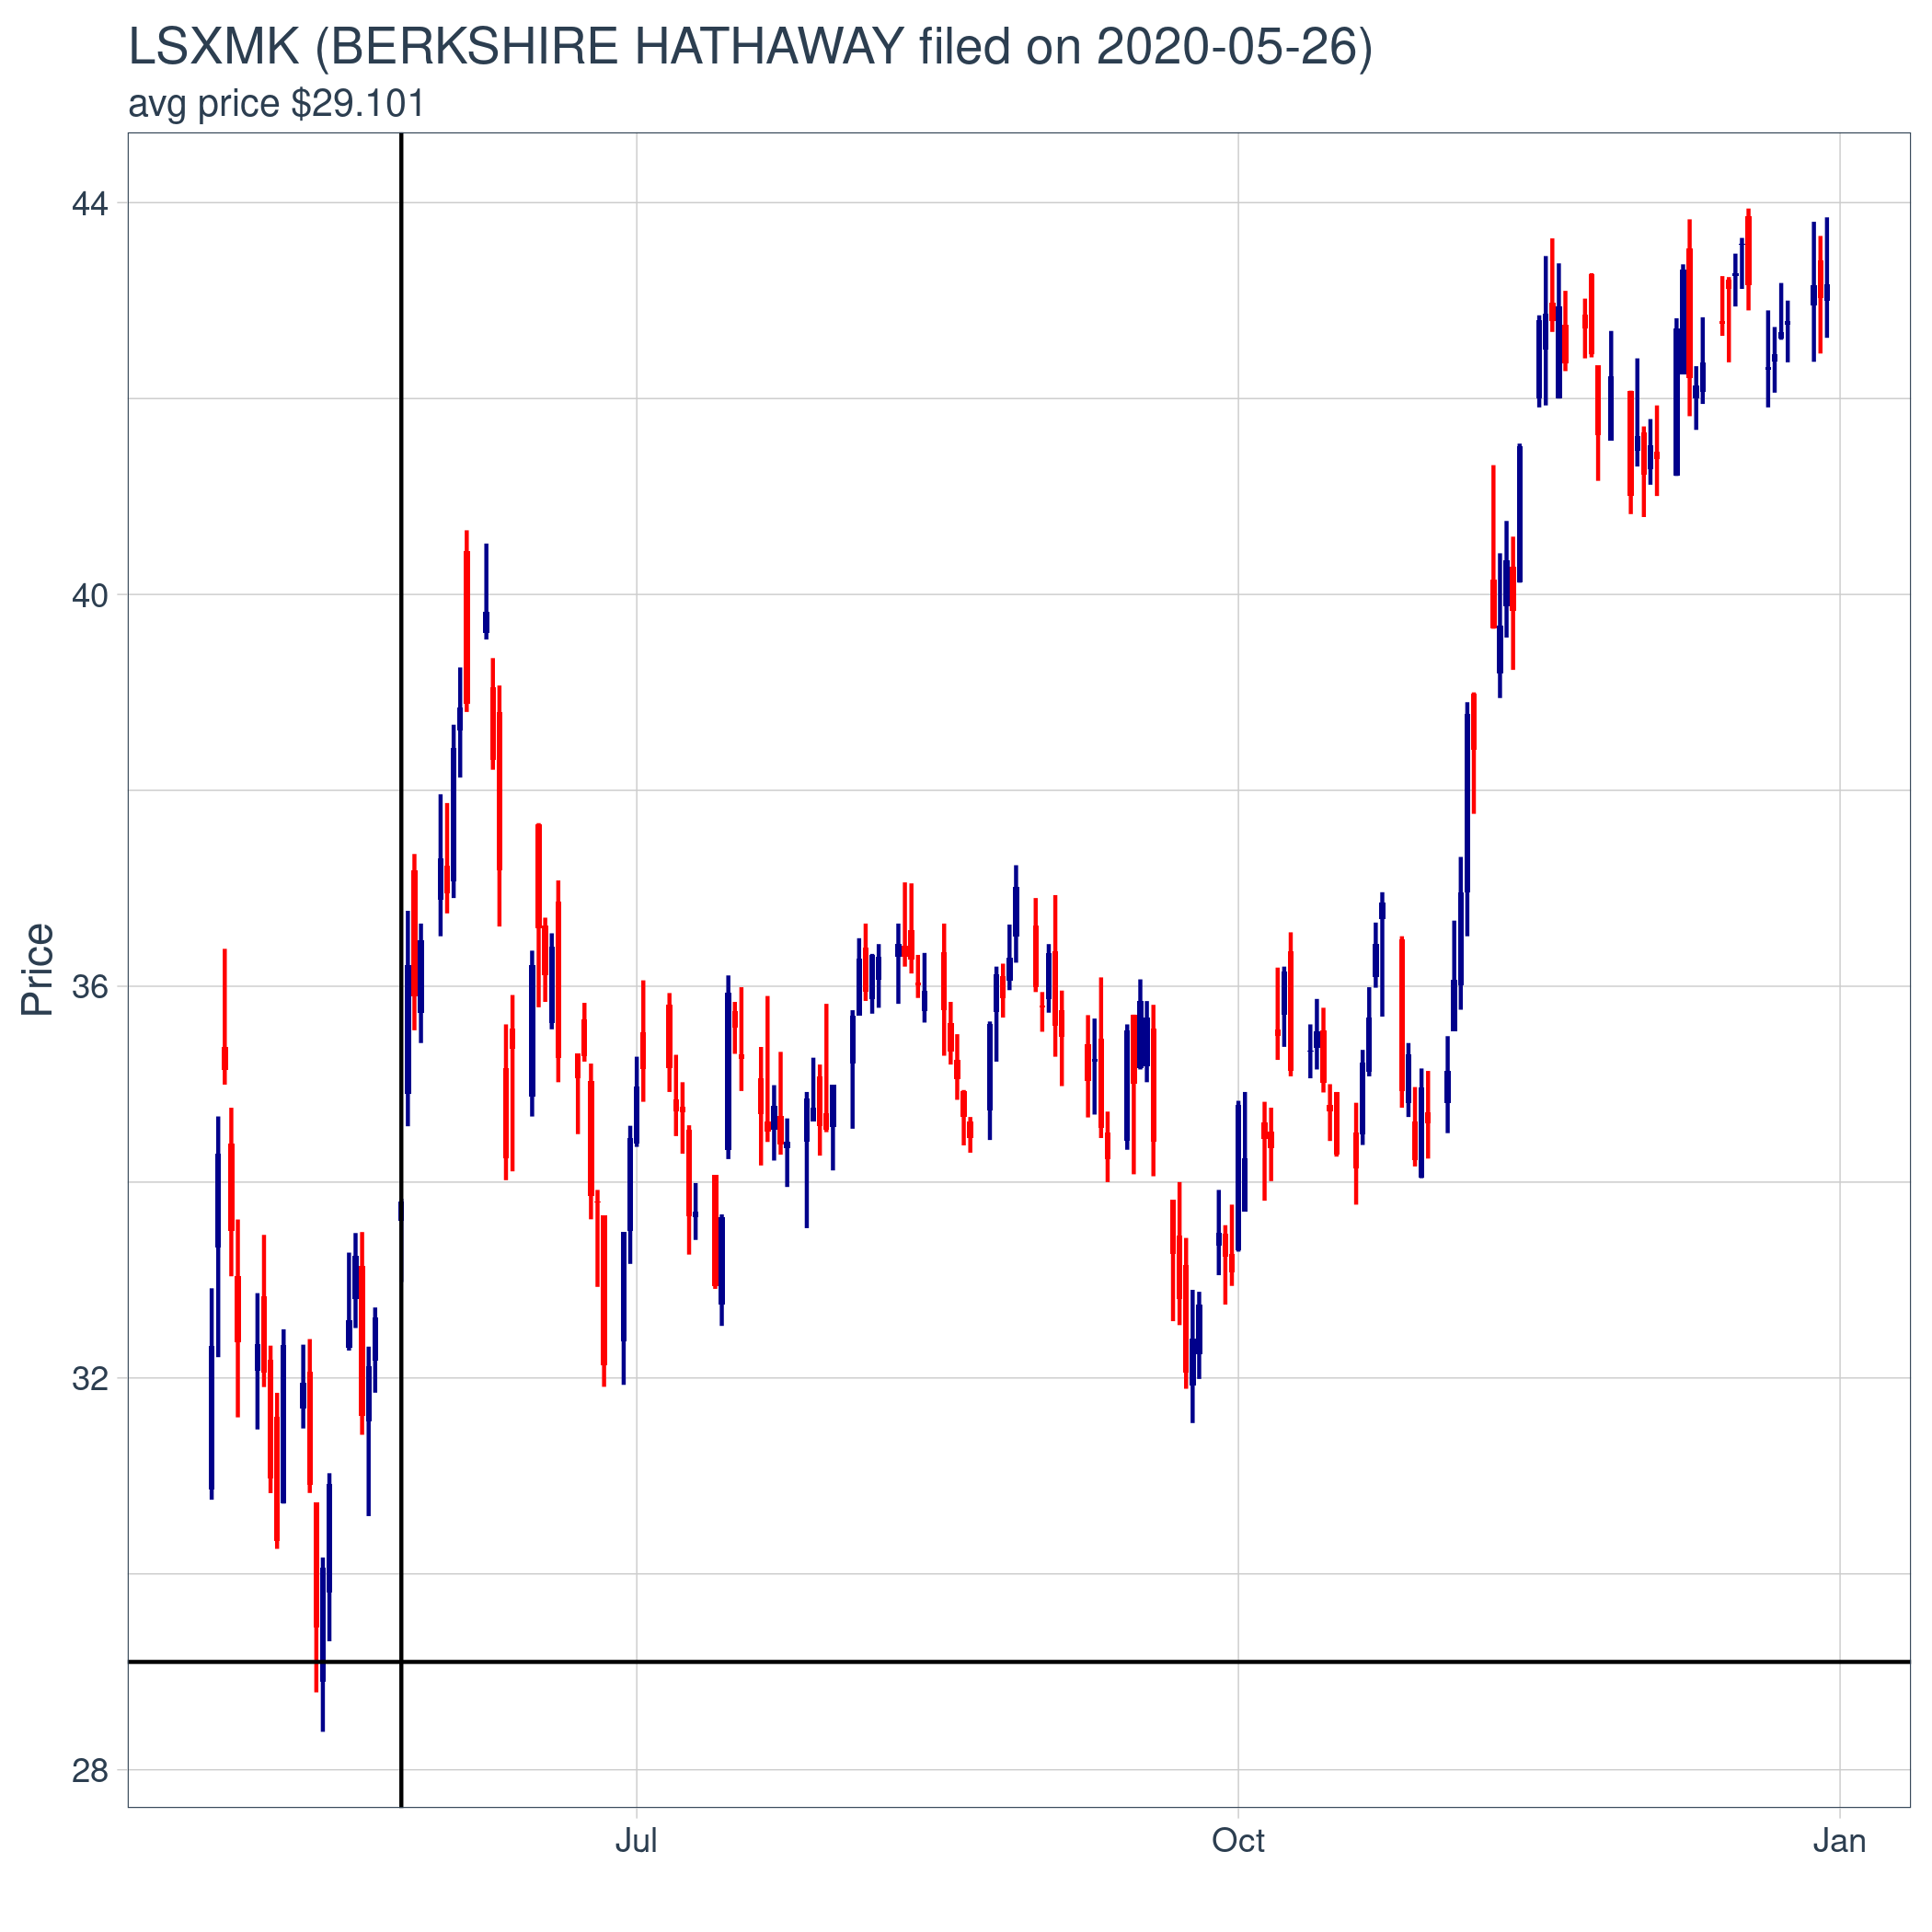 LSXMK (BERKSHIRE HATHAWAY filed on 2020-05-26)
avg price $29.101
44
40
36
32
28
Price
Jul Oct Jan